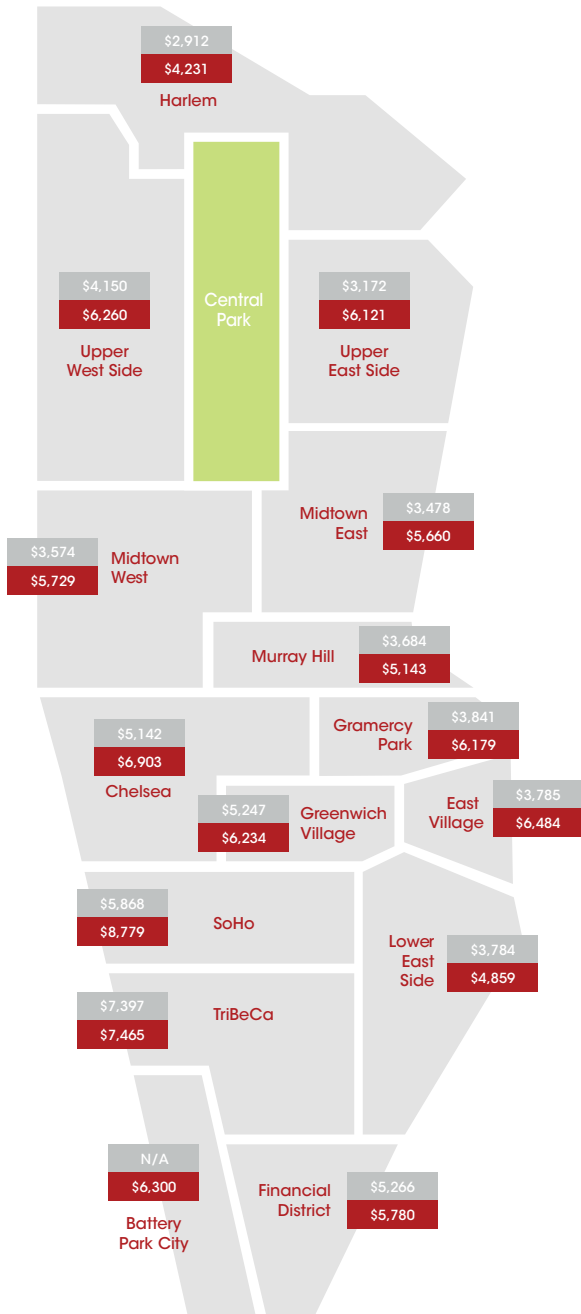 $2,912
$4,231
Harlem
$4,150
$6,260
Upper
West Side
Central
Park
$3,172
$6,121
Upper
East Side
Midtown
East
$3,478
$5,660
$3,574
$5,729
Midtown
West
Murray Hill
$3,684
$5,143
$5,142
$6,903
Chelsea
Gramercy
Park
$3,841
$6,179
$5,247
$6,234
Greenwich
Village
East
Village
$3,785
$6,484
$5,868
$8,779
SoHo
Lower
East
Side
$3,784
$4,859
$7,397
$7,465
TriBeCa
N/A
$6,300
Battery
Park City
Financial
District
$5,266
$5,780